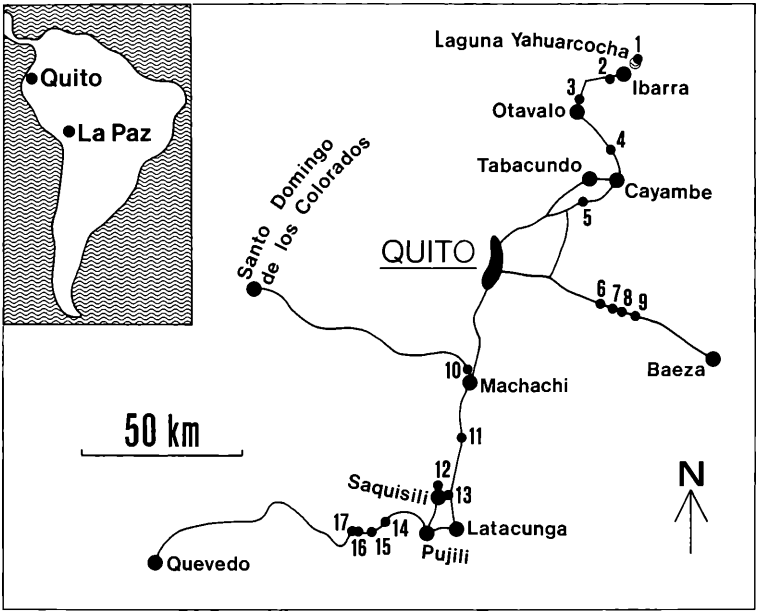 Quito
La Paz
Laguna Yahuarcocha
1
2
Ibarra
3
Otavalo
4
Tabacundo
Cayambe
5
Santo Domingo
de los Colorados
QUITO
6 7 8 9
Baeza
10
Machachi
50 km
11
12
Saquisili
13
N
17
16
15
14
Latacunga
Pujili
Quevedo